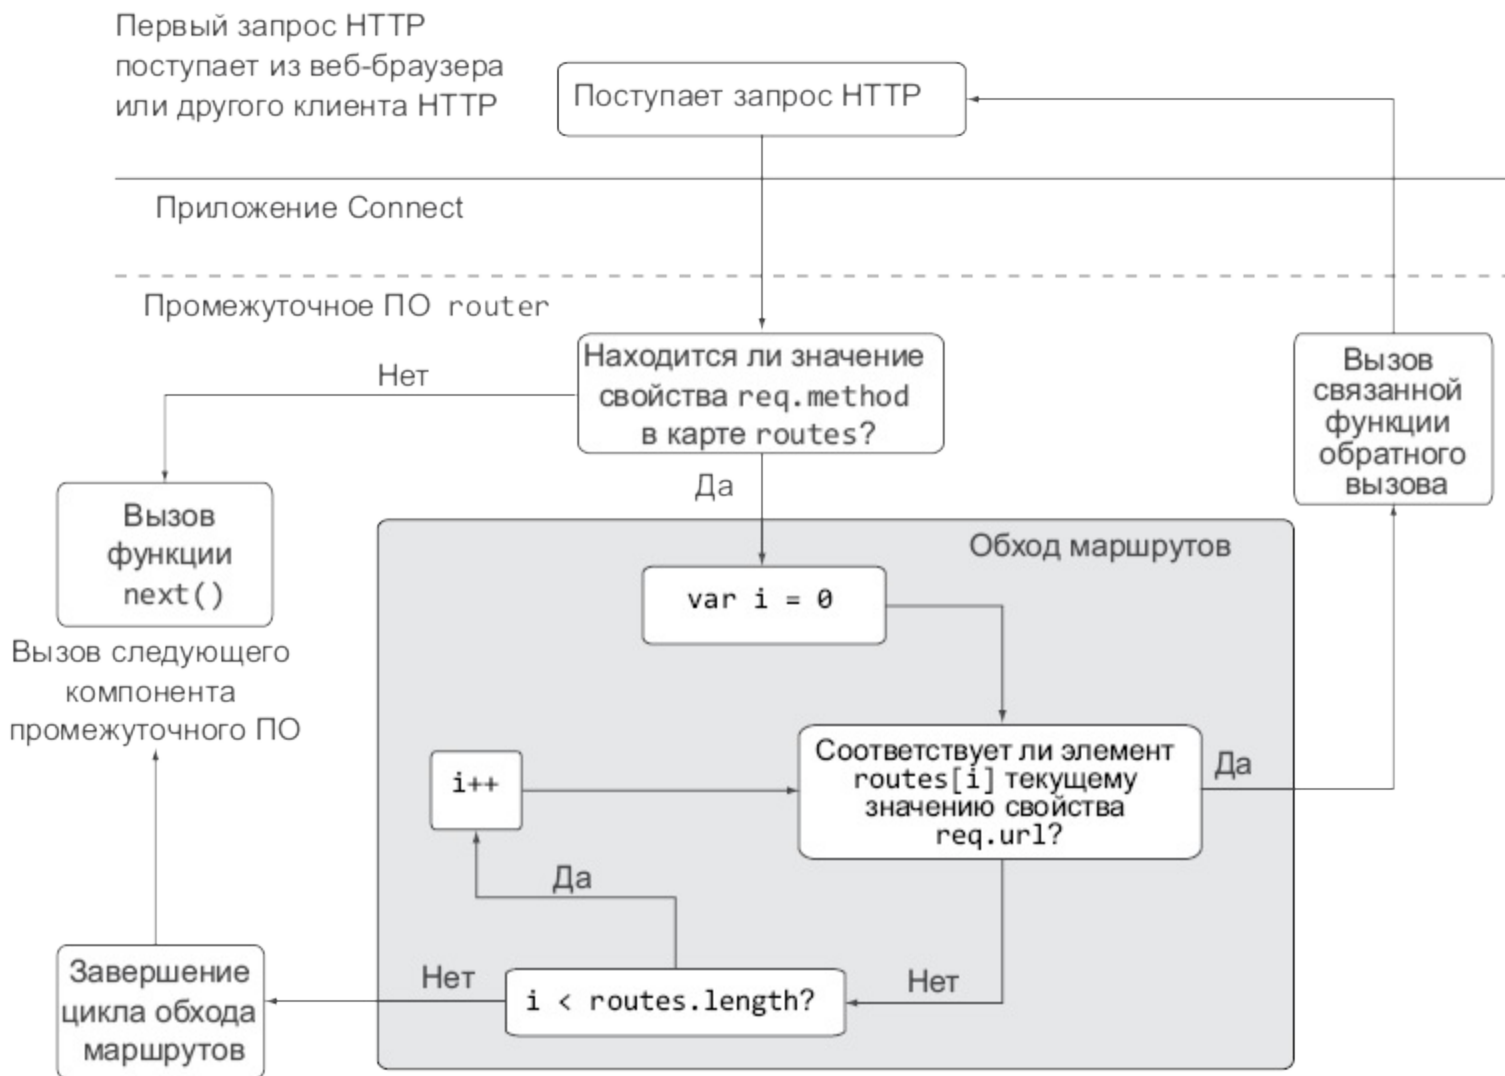 Первый запрос HTTP
поступает из веб-браузера
или другого клиента HTTP
Поступает запрос HTTP
Приложение Connect
Промежуточное ПО router
Находится ли значение
свойства req.method
в карте routes?
Нет
Да
Вызов
связанной
функции
обратного
вызова
Вызов
функции
next()
Вызов следующего
компонента
промежуточного ПО
Обход маршрутов
var i = 0
Соответствует ли элемент
routes[i] текущему
значению свойства
req.url?
Да
i++
Да
Нет
i < routes.length?
Нет
Завершение
цикла обхода
маршрутов